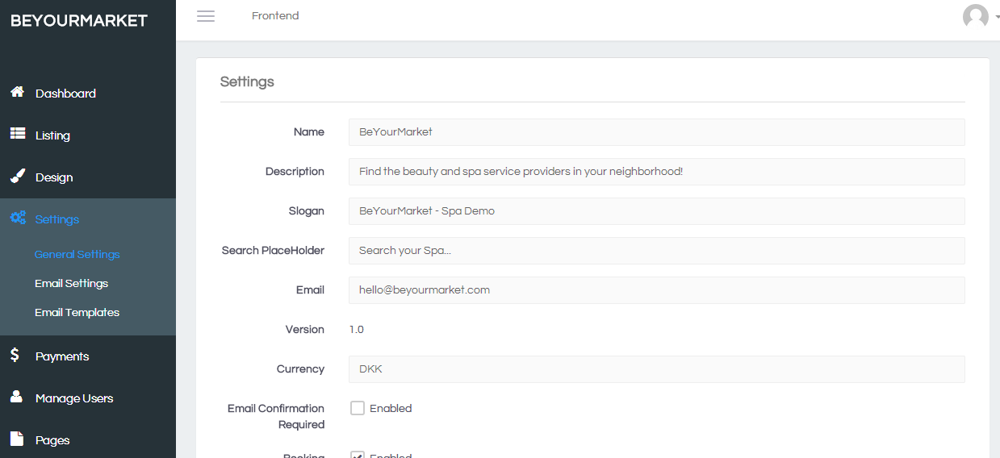 BEYOURMARKET
Frontend
Dashboard
Listing
Design
Settings
General Settings
Email Settings
Email Templates
Payments
Manage Users
Pages
Settings
Name BeYourMarket
Description Find the beauty and spa service providers in your neighborhood!
Slogan BeYourMarket - Spa Demo
Search PlaceHolder Search your Spa...
Email hello@beyourmarket.com
Version 1.0
Currency DKK
Email Confirmation
Required
Enabled
Booking Enabled